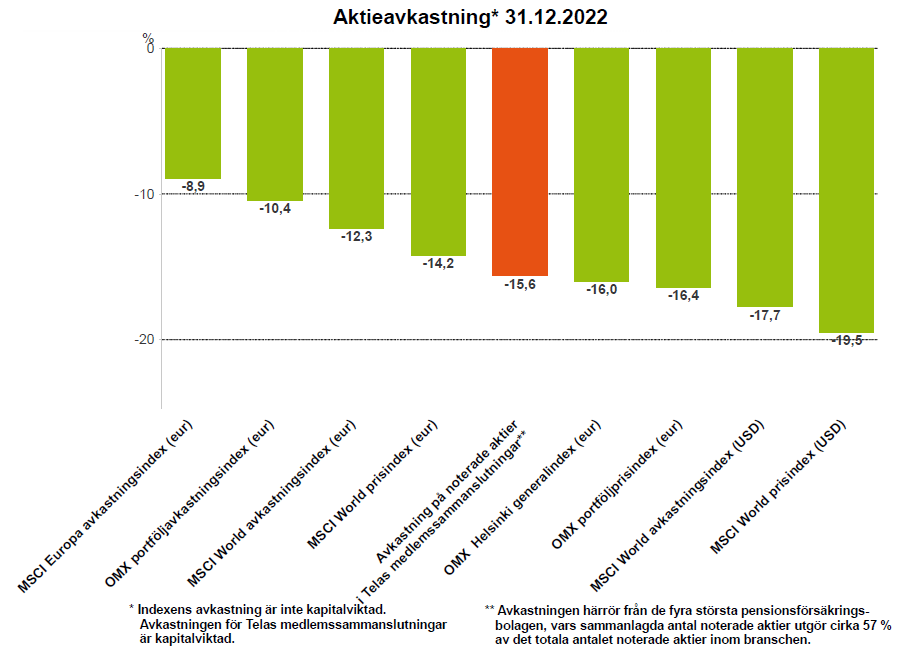 Aktieavkastning* 31.12.2022
%
0
-10
-20
-8,9
-10,4
-12,3
-14,2
-15,6
-16,0
-16,4
-17,7
-19,5
MSCI Europa avkastningsindex (eur)
OMX portföljavkastningsindex (eur)
MSCI World avkastningsindex (eur)
MSCI World prisindex (eur)
Avkastning på noterade aktier
i Telas medlemssammanslutningar**
OMX Helsinki generalindex (eur)
OMX portföljprisindex (eur)
MSCI World avkastningsindex (USD)
MSCI World prisindex (USD)
* Indexens avkastning är inte kapitalviktad.
Avkastningen för Telas medlemssammanslutningar
är kapitalviktad.
** Avkastningen härrör från de fyra största pensionsförsäkrings-
bolagen, vars sammanlagda antal noterade aktier utgör cirka 57 %
av det totala antalet noterade aktier inom branschen.